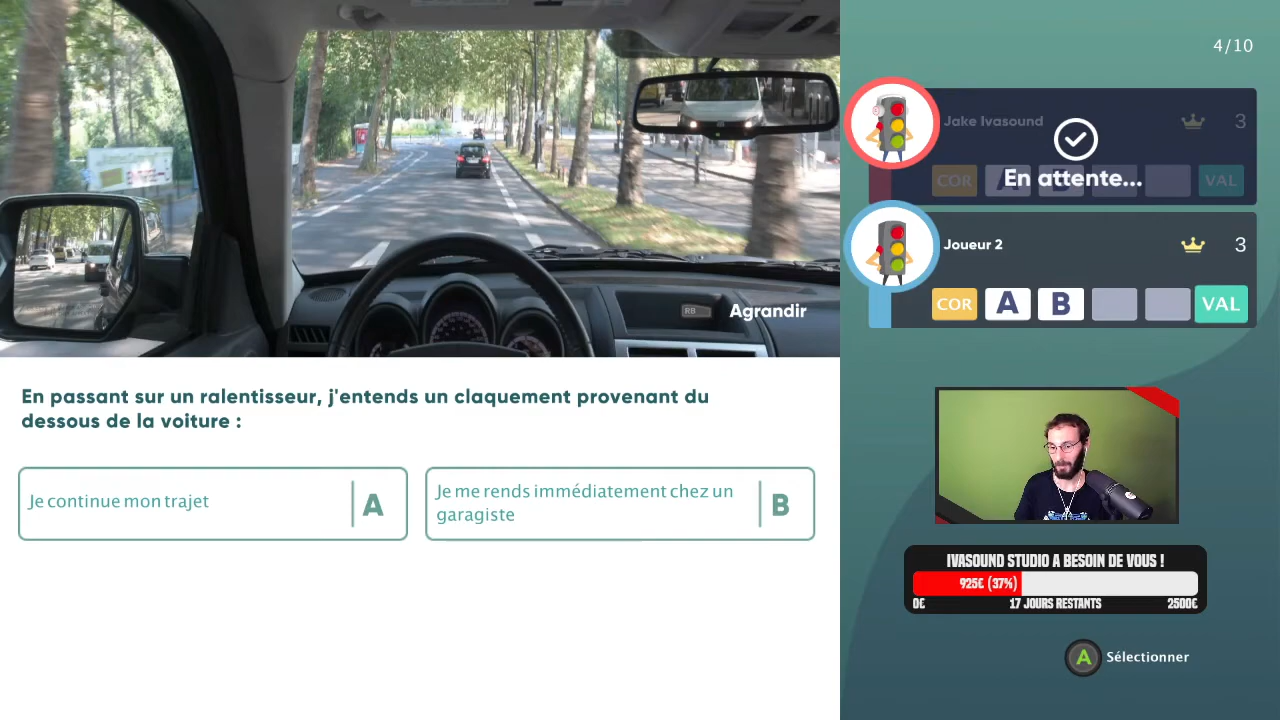 4/10
Jake Ivasound
3
COR
A
B
VAL
En attente...
Joueur 2
3
COR
A
B
VAL
RB
Agrandir
En passant sur un ralentisseur, j'entends un claquement provenant du
dessous de la voiture :
Je continue mon trajet
A
Je me rends immédiatement chez un
garagiste
B
IVASOUND STUDIO A BESOIN DE VOUS !
925€ (37%)
0€
17 JOURS RESTANTS
2500€
A
Sélectionner